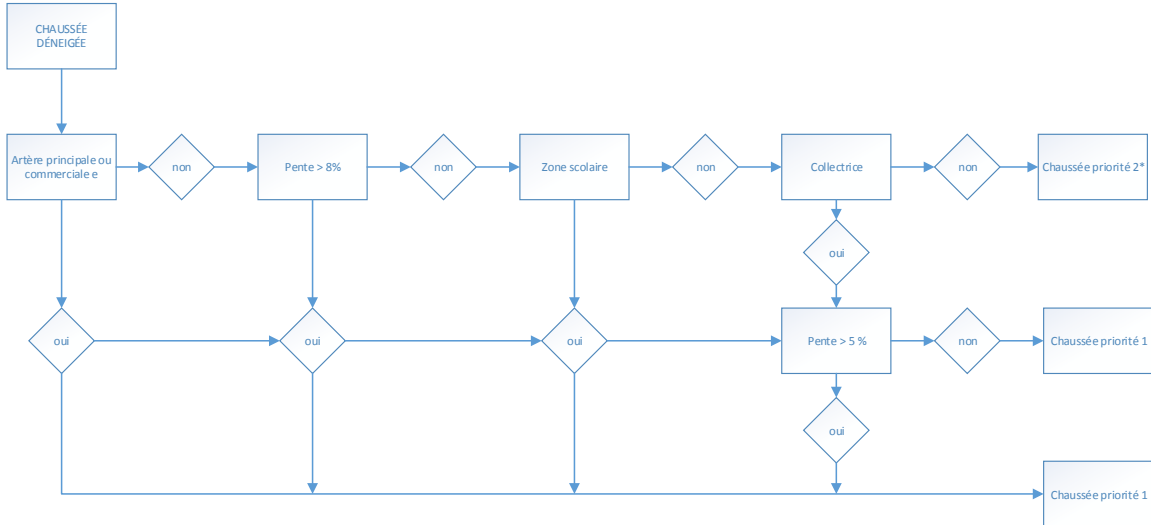 CHAUSSÉE
DÉNEIGÉE
Artère principale ou
commerciale e
non
Pente > 8%
non
Zone scolaire
non
Collectrice
non
Chaussée priorité 2*
oui
oui
oui
oui
Pente > 5 %
non
Chaussée priorité 1
oui
Chaussée priorité 1